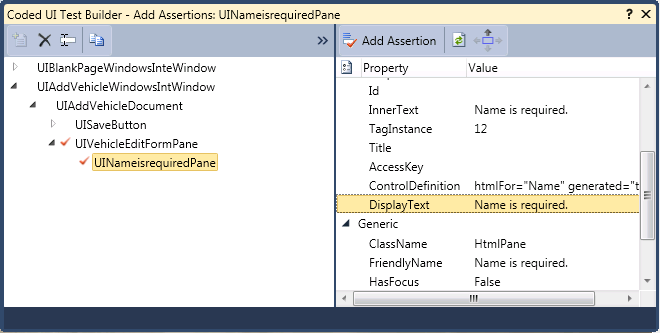 Coded UI Test Builder - Add Assertions: UINameisrequiredPane ? X
Add Assertion
UIBlankPageWindowsInteWindow
UIAddVehicleWindowsIntWindow
UIAddVehicleDocument
UISaveButton
UIVehicleEditFormPane
UINameisrequiredPane
Property Value
Id
InnerText Name is required.
TagInstance 12
Title
AccessKey
ControlDefinition htmlFor="Name" generated="t
DisplayText Name is required.
Generic
ClassName HtmlPane
FriendlyName Name is required.
HasFocus False